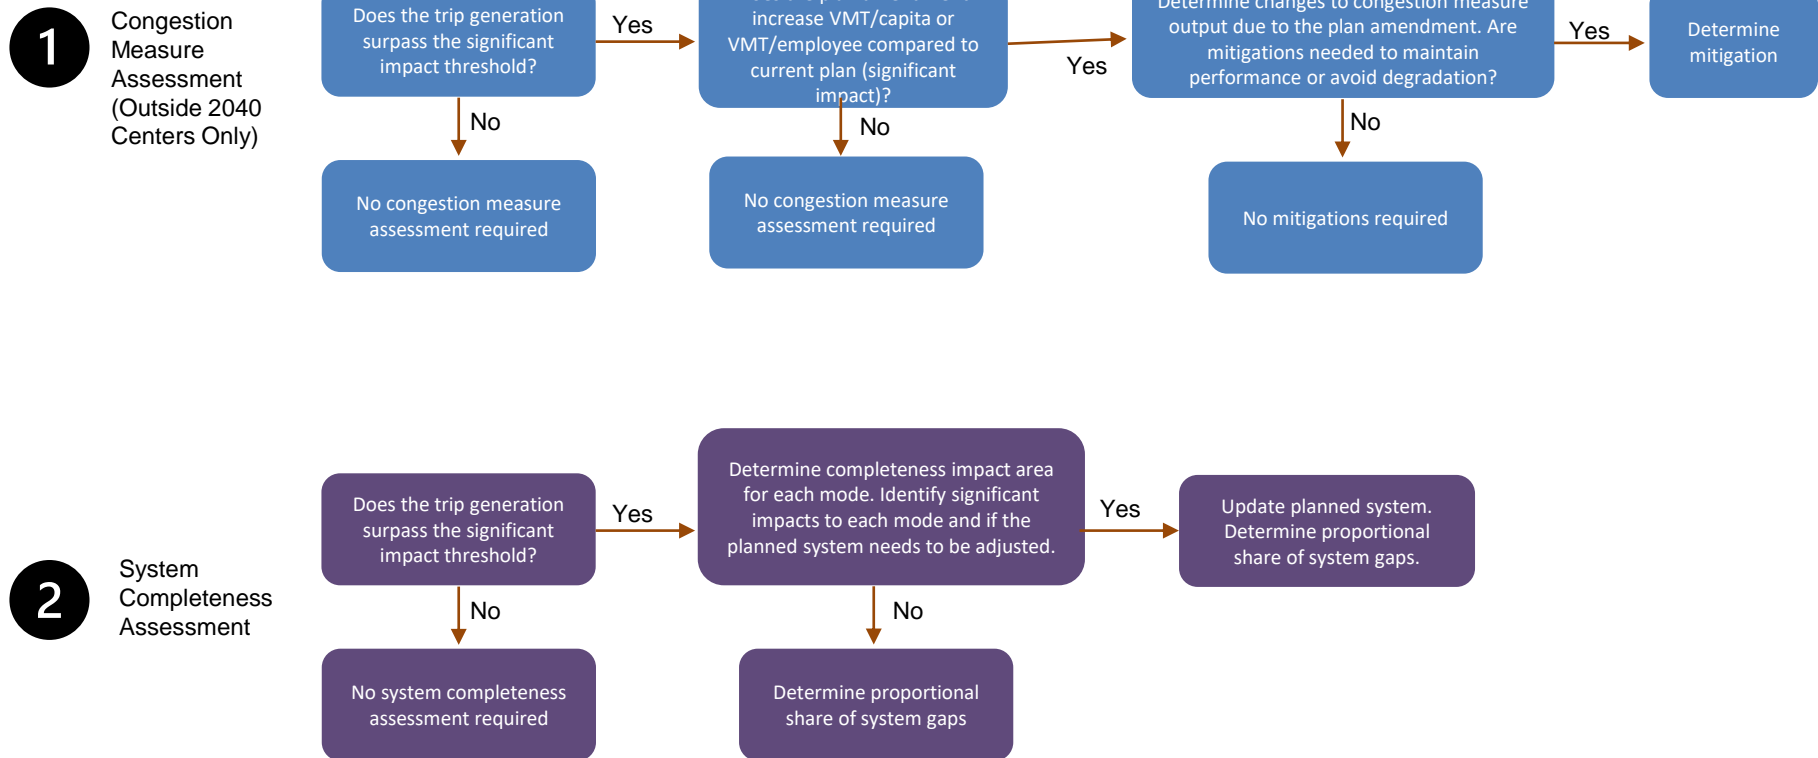 1
Congestion
Measure
Assessment
(Outside 2040
Centers Only)
Does the trip generation
surpass the significant
impact threshold?
Yes
increase VMT/capita or
VMT/employee compared to
current plan (significant
impact)?
Yes
Determine changes to congestion measure
output due to the plan amendment. Are
mitigations needed to maintain
performance or avoid degradation?
Yes
Determine
mitigation
No
No
No
No congestion measure
assessment required
No congestion measure
assessment required
No mitigations required
2
System
Completeness
Assessment
Does the trip generation
surpass the significant
impact threshold?
Yes
Determine completeness impact area
for each mode. Identify significant
impacts to each mode and if the
planned system needs to be adjusted.
Yes
Update planned system.
Determine proportional
share of system gaps.
No
No
No system completeness
assessment required
Determine proportional
share of system gaps